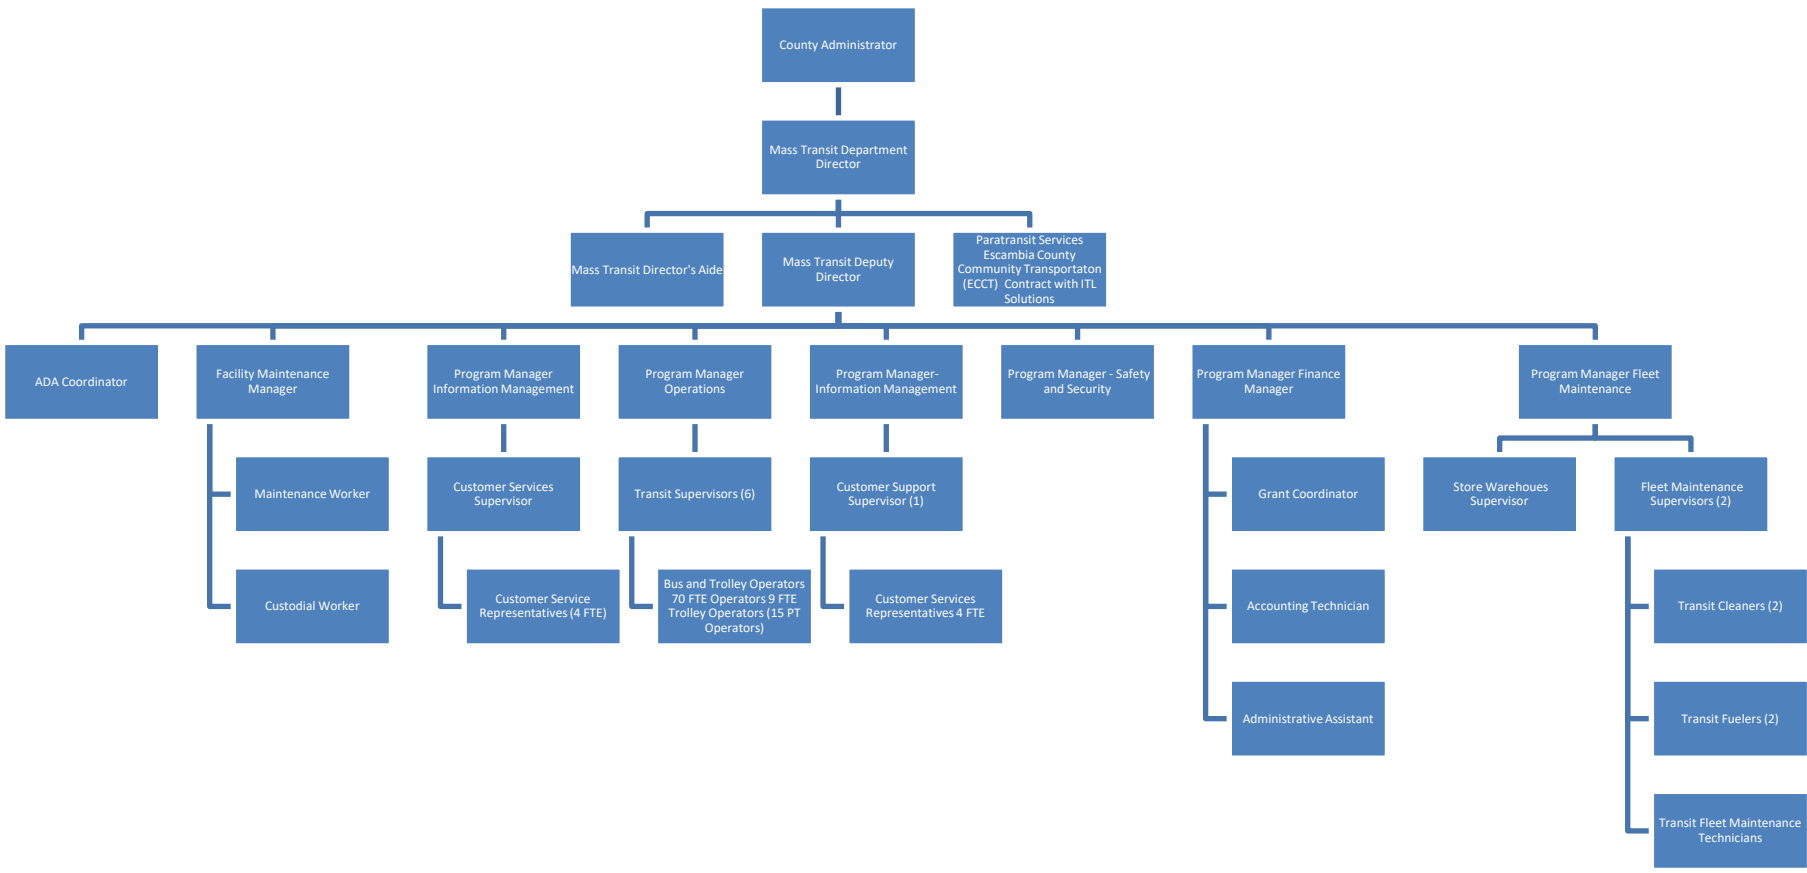 County Administrator
Mass Transit Department
Director
Mass Transit Director's Aide
Mass Transit Deputy
Director
Paratransit Services
Escambia County
Community Transportaton
(ECCT)  Contract with ITL
Solutions
ADA Coordinator
Facility Maintenance
Manager
Program Manager
Information Management
Program Manager
Operations
Program Manager-
Information Management
Program Manager - Safety
and Security
Program Manager Finance
Manager
Program Manager Fleet
Maintenance
Maintenance Worker
Customer Services
Supervisor
Transit Supervisors (6)
Customer Support
Supervisor (1)
Grant Coordinator
Store Warehoues
Supervisor
Fleet Maintenance
Supervisors (2)
Custodial Worker
Customer Service
Representatives (4 FTE)
Bus and Trolley Operators
70 FTE Operators 9 FTE
Trolley Operators (15 PT
Operators)
Customer Services
Representatives 4 FTE
Accounting Technician
Transit Cleaners (2)
Administrative Assistant
Transit Fuelers (2)
Transit Fleet Maintenance
Technicians